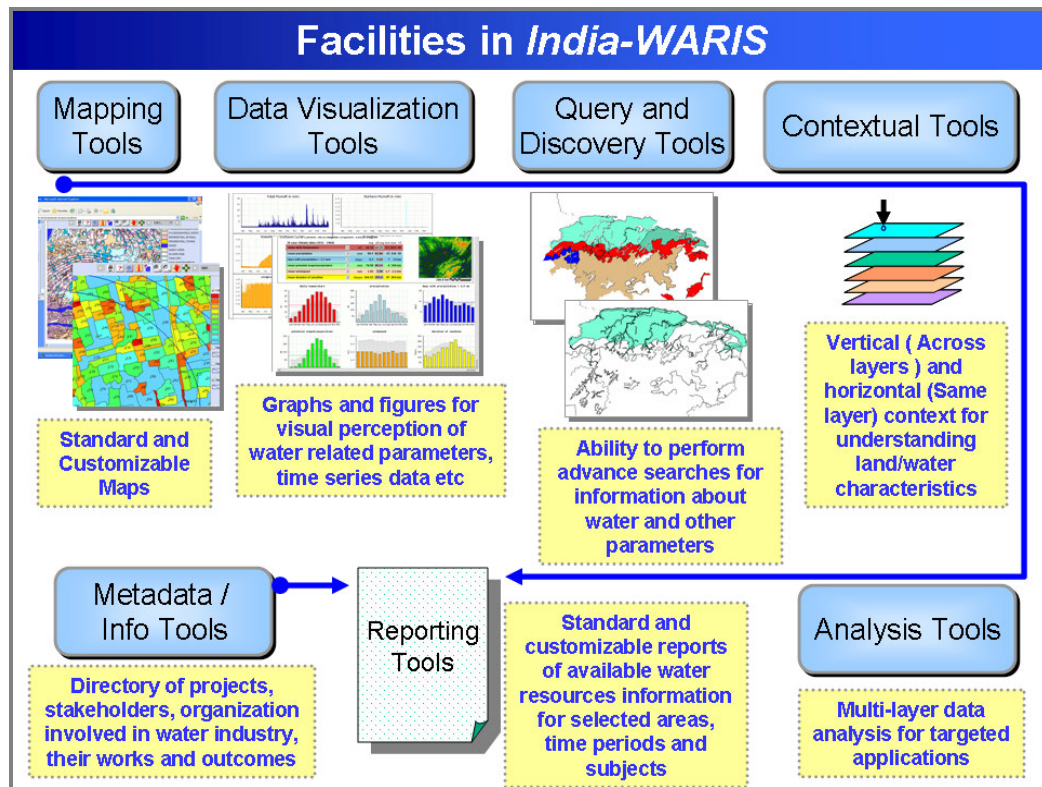 Facilities in India-WARIS
Mapping
Tools
Data Visualization
Tools
Query and
Discovery Tools
Contextual Tools
Standard and
Customizable
Maps
Graphs and figures for
visual perception of
water related parameters,
time series data etc
Ability to perform
advance searches for
information about
water and other
parameters
Vertical ( Across
layers ) and
horizontal (Same
layer) context for
understanding
land/water
characteristics
Metadata /
Info Tools
Directory of projects,
stakeholders, organization
involved in water industry,
their works and outcomes
Reporting
Tools
Standard and
customizable reports
of available water
resources information
for selected areas,
time periods and
subjects
Analysis Tools
Multi-layer data
analysis for targeted
applications